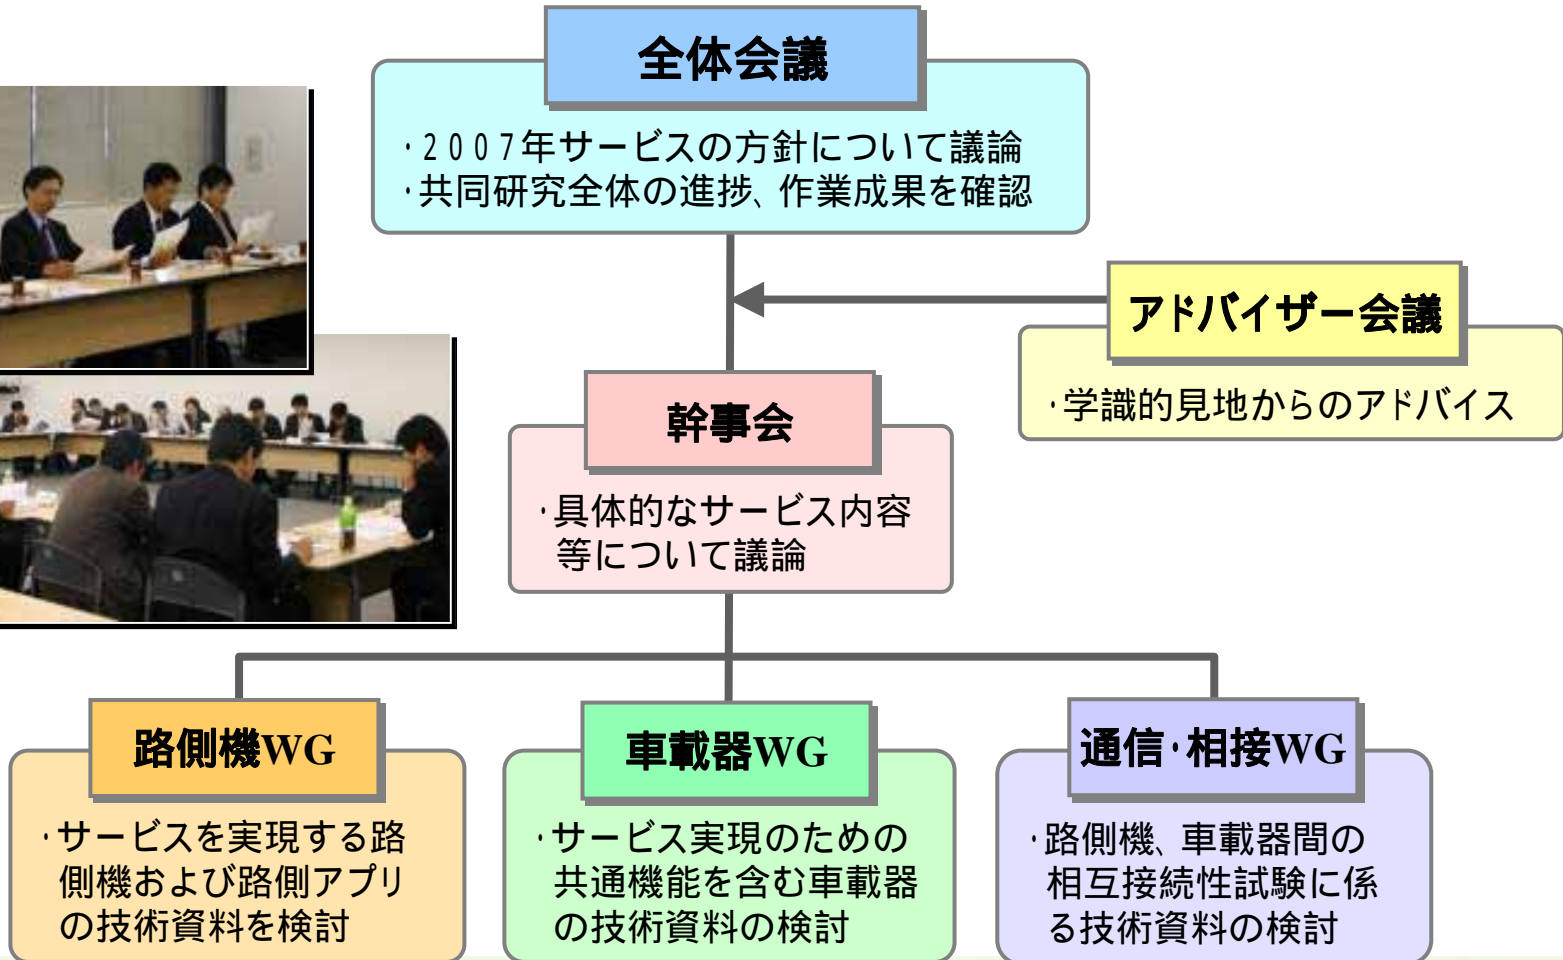 全体会議
・2007年サービスの方針について議論
・共同研究全体の進捗、作業成果を確認
アドバイザー会議
・学識的見地からのアドバイス
幹事会
・具体的なサービス内容
等について議論
路側機WG
・サービスを実現する路
側機および路側アプリ
の技術資料を検討
車載器WG
・サービス実現のための
共通機能を含む車載器
の技術資料の検討
通信・相接WG
・路側機、車載器間の
相互接続性試験に係
る技術資料の検討